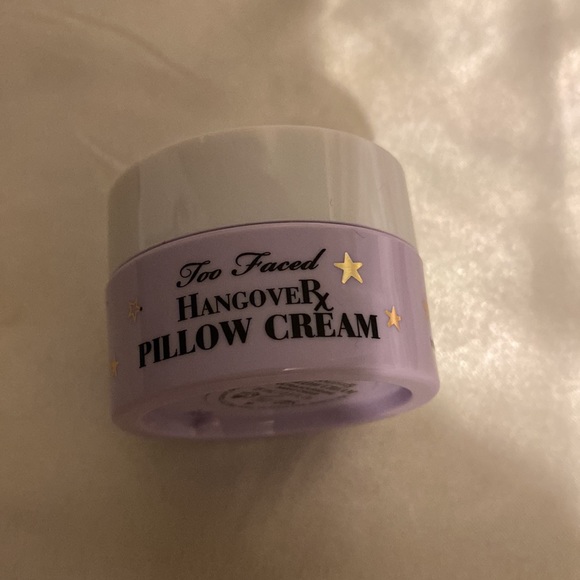 Too Faced
HANGOVERx
PILLOW CREAM